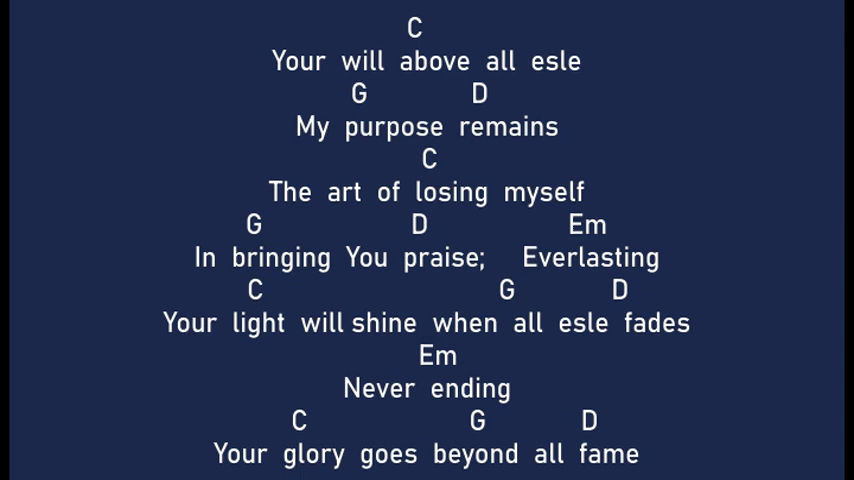 C
Your will above all esle
G D
My purpose remains
C
The art of losing myself
G D Em
In bringing You praise; Everlasting
C G D
Your light will shine when all esle fades
Em
Never ending
C G D
Your glory goes beyond all fame